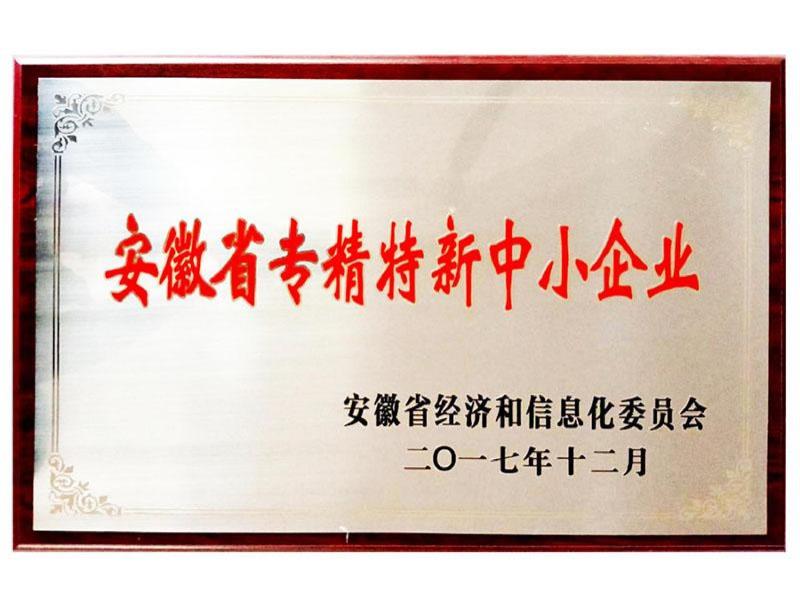 安徽省专精特新中小企业
安徽省经济和信息化委员会
二〇一七年十二月